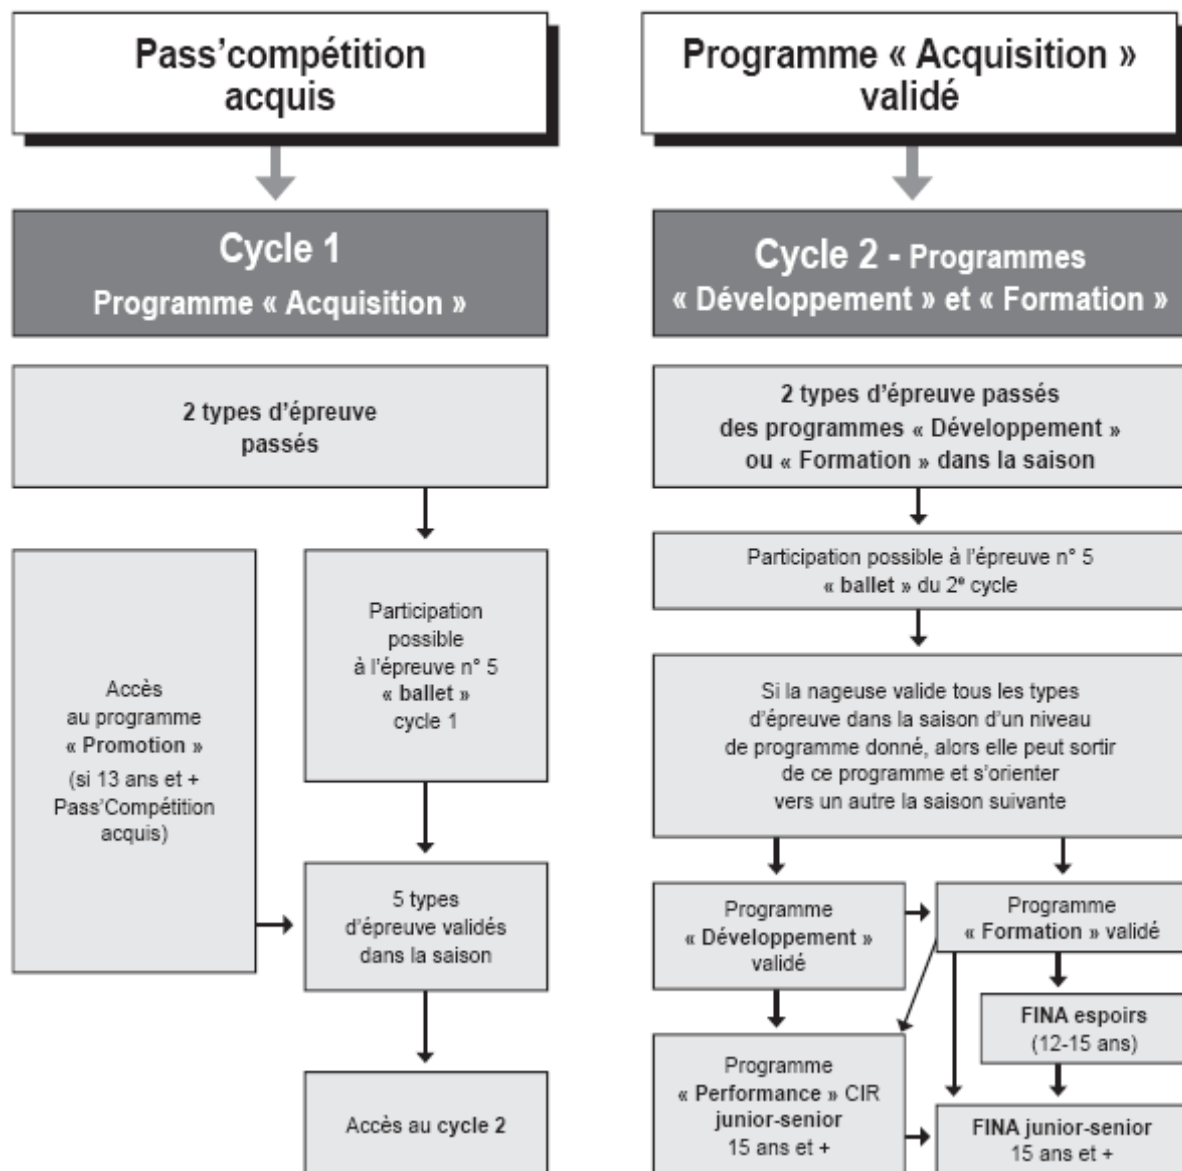 Pass’compétition
acquis
Cycle 1
Programme « Acquisition »
2 types d’épreuve
passés
Accès
au programme
« Promotion »
(si 13 ans et +
Pass’Compétition
acquis)
Participation
possible
à l’épreuve n° 5
« ballet »
cycle 1
5 types
d’épreuve validés
dans la saison
Accès au cycle 2
Programme « Acquisition »
validé
Cycle 2 - Programmes
« Développement » et « Formation »
2 types d’épreuve passés
des programmes « Développement »
ou « Formation » dans la saison
Participation possible à l’épreuve n° 5
« ballet » du 2e cycle
Si la nageuse valide tous les types
d’épreuve dans la saison d’un niveau
de programme donné, alors elle peut sortir
de ce programme et s’orienter
vers un autre la saison suivante
Programme
« Développement »
validé
Programme
« Formation » validé
FINA espoirs
(12-15 ans)
Programme
« Performance » CIR
junior-senior
15 ans et +
FINA junior-senior
15 ans et +